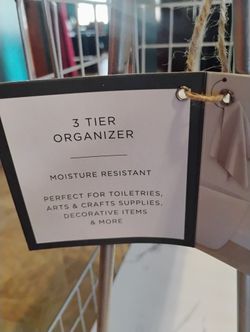 3 TIER
ORGANIZER
MOISTURE RESISTANT
PERFECT FOR TOILETRIES,
ARTS & CRAFTS SUPPLIES,
DECORATIVE ITEMS
& MORE